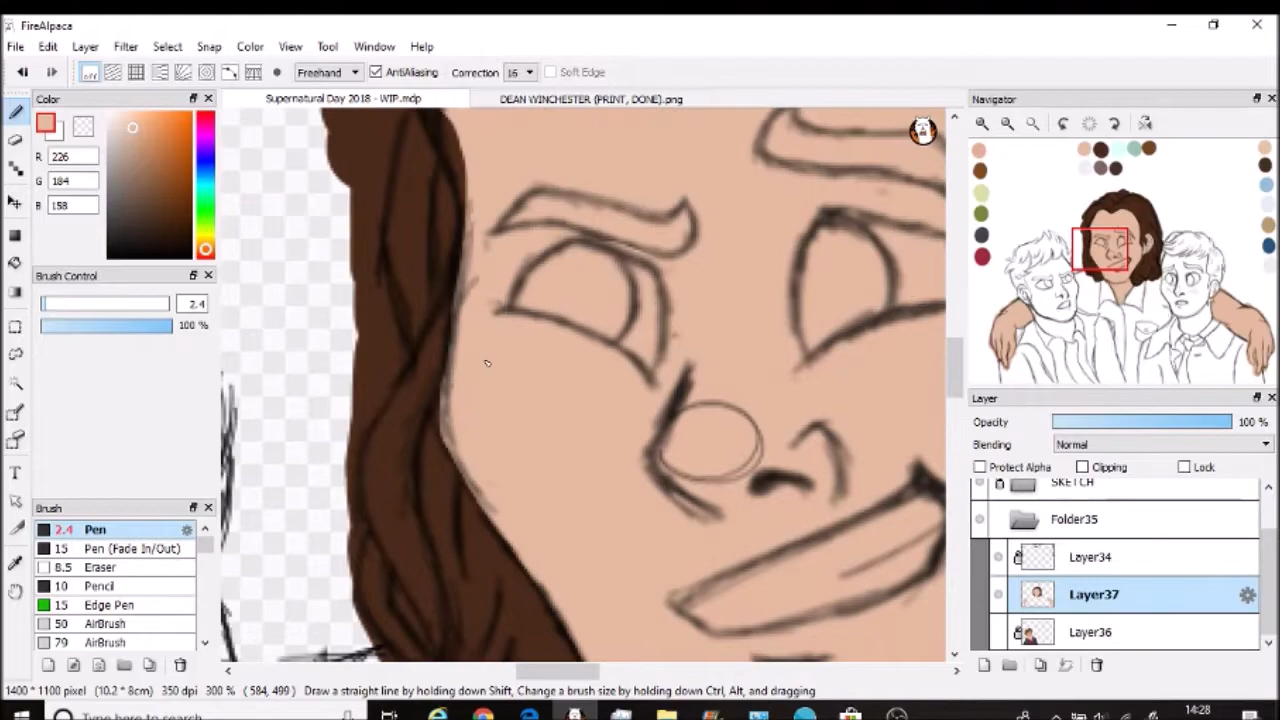 FireAlpaca
File Edit Layer Filter Select Snap Color View Tool Window Help
off Freehand AntiAliasing Correction 16 Soft Edge
Color
Supernatural Day 2018 - WIP.mdp
DEAN WINCHESTER (PRINT, DONE).png
Navigator
R 226
G 184
B 158
Brush Control
2.4
100 %
Brush
2.4 Pen
15 Pen (Fade In/Out)
8.5 Eraser
10 Pencil
15 Edge Pen
50 AirBrush
79 AirBrush
Layer
Opacity 100 %
Blending Normal
Protect Alpha Clipping Lock
SKETCH
Folder35
Layer34
Layer37
Layer36
1400 * 1100 pixel (10.2 * 8cm) 350 dpi 300 % ( 584, 499 ) Draw a straight line by holding down Shift, Change a brush size by holding down Ctrl, Alt, and dragging
Type here to search
14:28